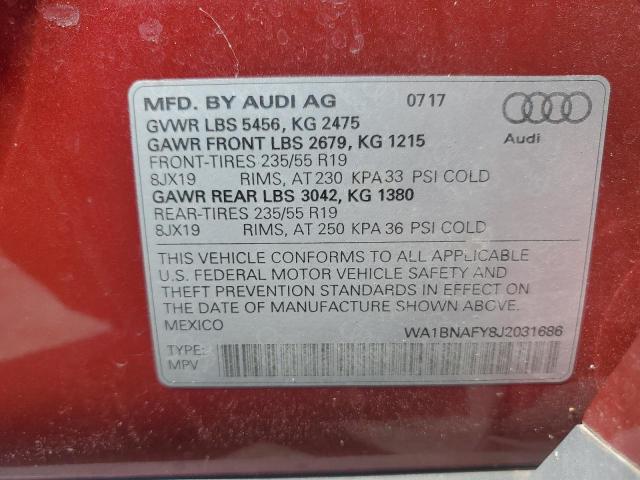 MFD. BY AUDI AG 07 17
GVWR LBS 5456, KG 2475
GAWR FRONT LBS 2679, KG 1215
FRONT-TIRES 235/55 R19
8JX19 RIMS, AT 230 KPA 33 PSI COLD
GAWR REAR LBS 3042, KG 1380
REAR-TIRES 235/55 R19
8JX19 RIMS, AT 250 KPA 36 PSI COLD
Audi
THIS VEHICLE CONFORMS TO ALL APPLICABLE
U.S. FEDERAL MOTOR VEHICLE SAFETY AND
THEFT PREVENTION STANDARDS IN EFFECT ON
THE DATE OF MANUFACTURE SHOWN ABOVE.
MEXICO WA1BNAFY8J2031686
TYPE:
MPV